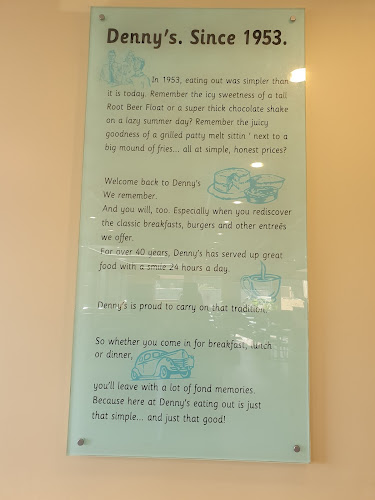 Denny's. Since 1953.
In 1953, eating out was simpler than
it is today. Remember the icy sweetness of a tall
Root Beer Float or a super thick chocolate shake
on a lazy summer day? Remember the juicy
goodness of a grilled patty melt sittin ' next to a
big mound of fries... all at simple, honest prices?
Welcome back to Denny's
We remember.
And you will, too. Especially when you rediscover
the classic breakfasts, burgers and other entreés
we offer.
For over 40 years, Denny's has served up great
food with a smile 24 hours a day.
Denny's is proud to carry on that tradition.
So whether you come in for breakfast, lunch
or dinner,
you'll leave with a lot of fond memories.
Because here at Denny's eating out is just
that simple... and just that good!